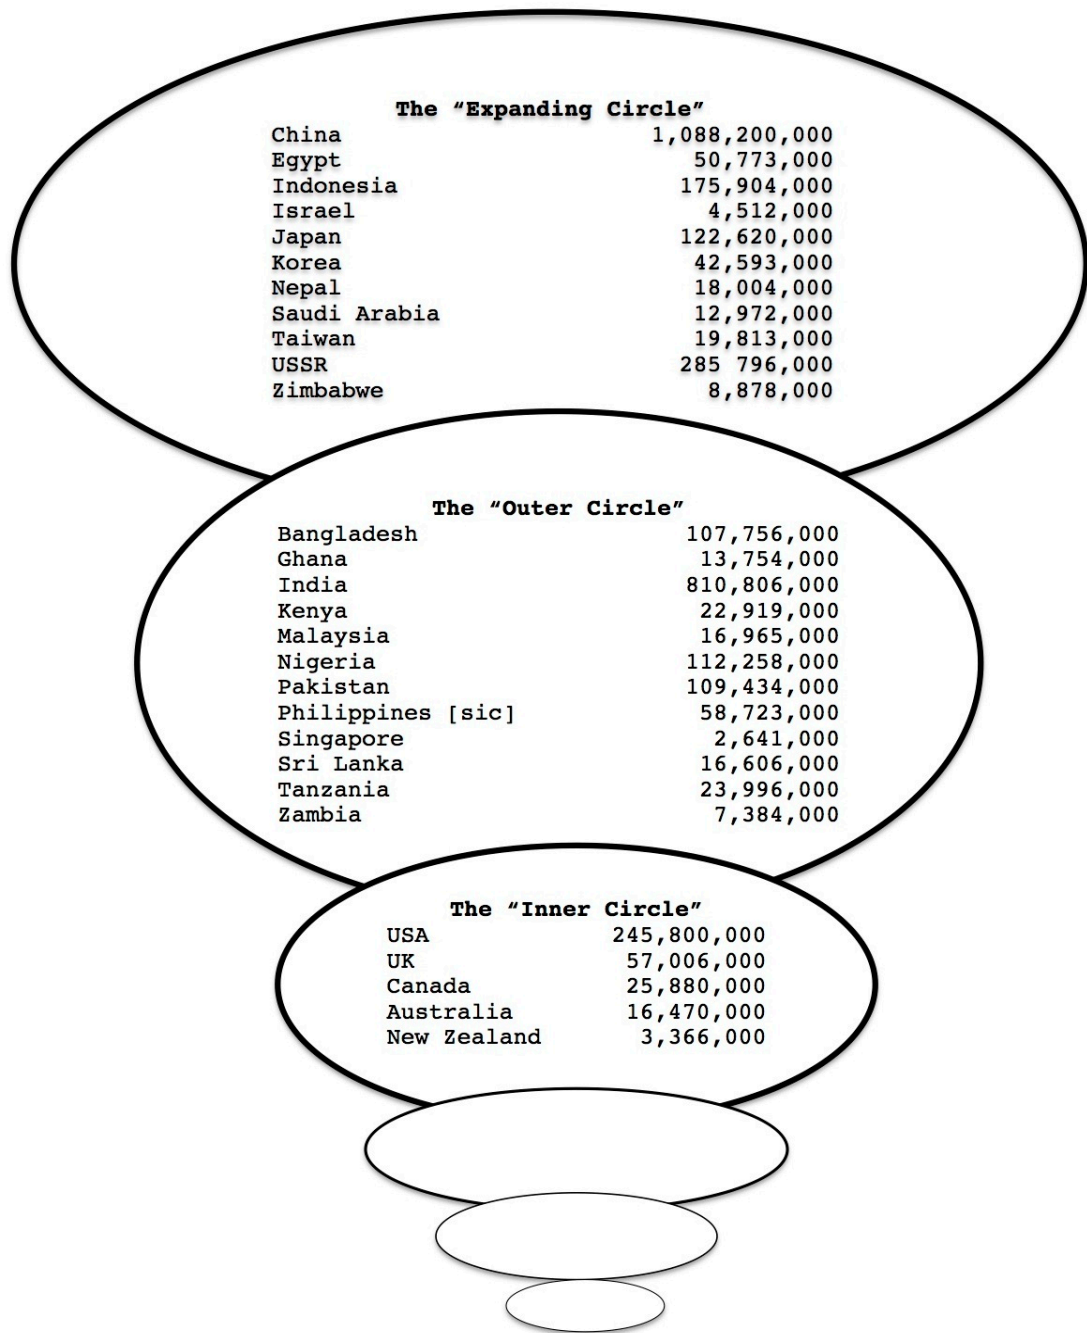 The “Expanding Circle”
China 1,088,200,000
Egypt 50,773,000
Indonesia 175,904,000
Israel 4,512,000
Japan 122,620,000
Korea 42,593,000
Nepal 18,004,000
Saudi Arabia 12,972,000
Taiwan 19,813,000
USSR 285 796,000
Zimbabwe 8,878,000
The “Outer Circle”
Bangladesh 107,756,000
Ghana 13,754,000
India 810,806,000
Kenya 22,919,000
Malaysia 16,965,000
Nigeria 112,258,000
Pakistan 109,434,000
Philippines [sic] 58,723,000
Singapore 2,641,000
Sri Lanka 16,606,000
Tanzania 23,996,000
Zambia 7,384,000
The “Inner Circle”
USA 245,800,000
UK 57,006,000
Canada 25,880,000
Australia 16,470,000
New Zealand 3,366,000